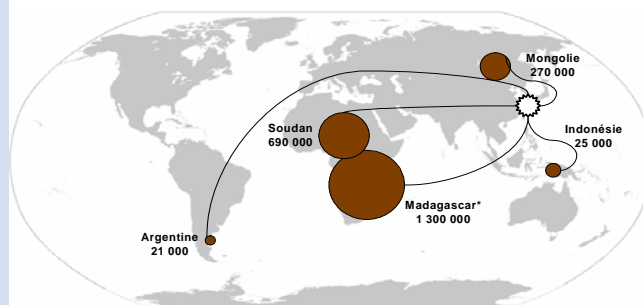 Mongolie
270 000
Soudan
690 000
Indonésie
25 000
Madagascar*
1 300 000
Argentine
21 000